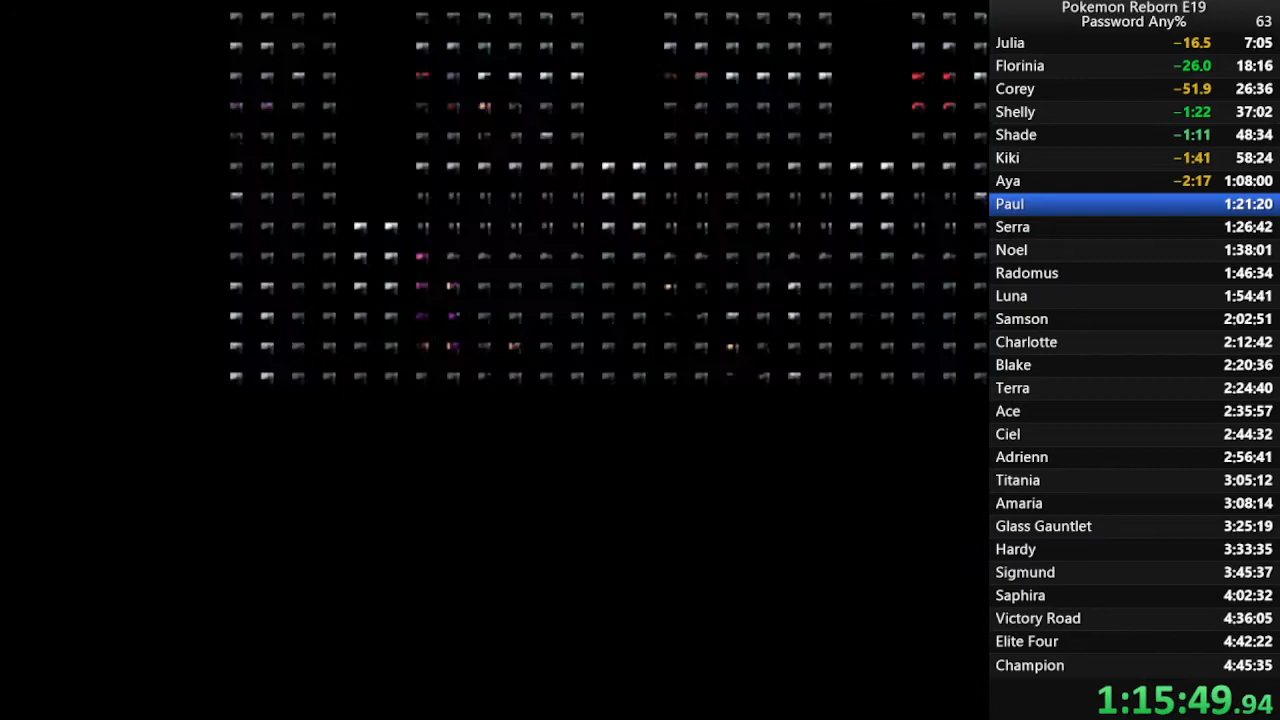 Pokemon Reborn E19
Password Any% 63
Julia −16.5 7:05
Florinia −26.0 18:16
Corey −51.9 26:36
Shelly −1:22 37:02
Shade −1:11 48:34
Kiki −1:41 58:24
Aya −2:17 1:08:00
Paul 1:21:20
Serra 1:26:42
Noel 1:38:01
Radomus 1:46:34
Luna 1:54:41
Samson 2:02:51
Charlotte 2:12:42
Blake 2:20:36
Terra 2:24:40
Ace 2:35:57
Ciel 2:44:32
Adrienn 2:56:41
Titania 3:05:12
Amaria 3:08:14
Glass Gauntlet 3:25:19
Hardy 3:33:35
Sigmund 3:45:37
Saphira 4:02:32
Victory Road 4:36:05
Elite Four 4:42:22
Champion 4:45:35
1:15:49.94